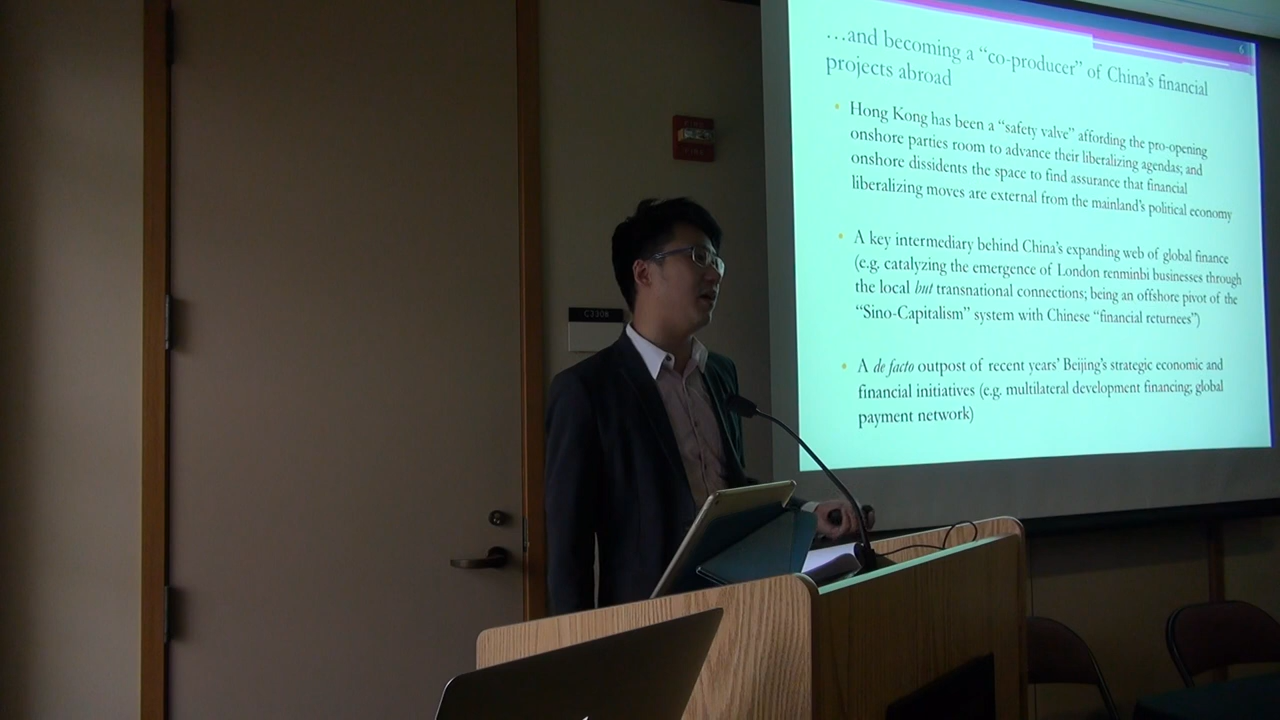 6
…and becoming a “co-producer” of China’s financial
projects abroad
• Hong Kong has been a “safety valve” affording the pro-opening
onshore parties room to advance their liberalizing agendas; and
onshore dissidents the space to find assurance that financial
liberalizing moves are external from the mainland’s political economy
• A key intermediary behind China’s expanding web of global finance
(e.g. catalyzing the emergence of London renminbi businesses through
the local but transnational connections; being an offshore pivot of the
“Sino-Capitalism” system with Chinese “financial returnees”)
• A de facto outpost of recent years’ Beijing’s strategic economic and
financial initiatives (e.g. multilateral development financing; global
payment network)